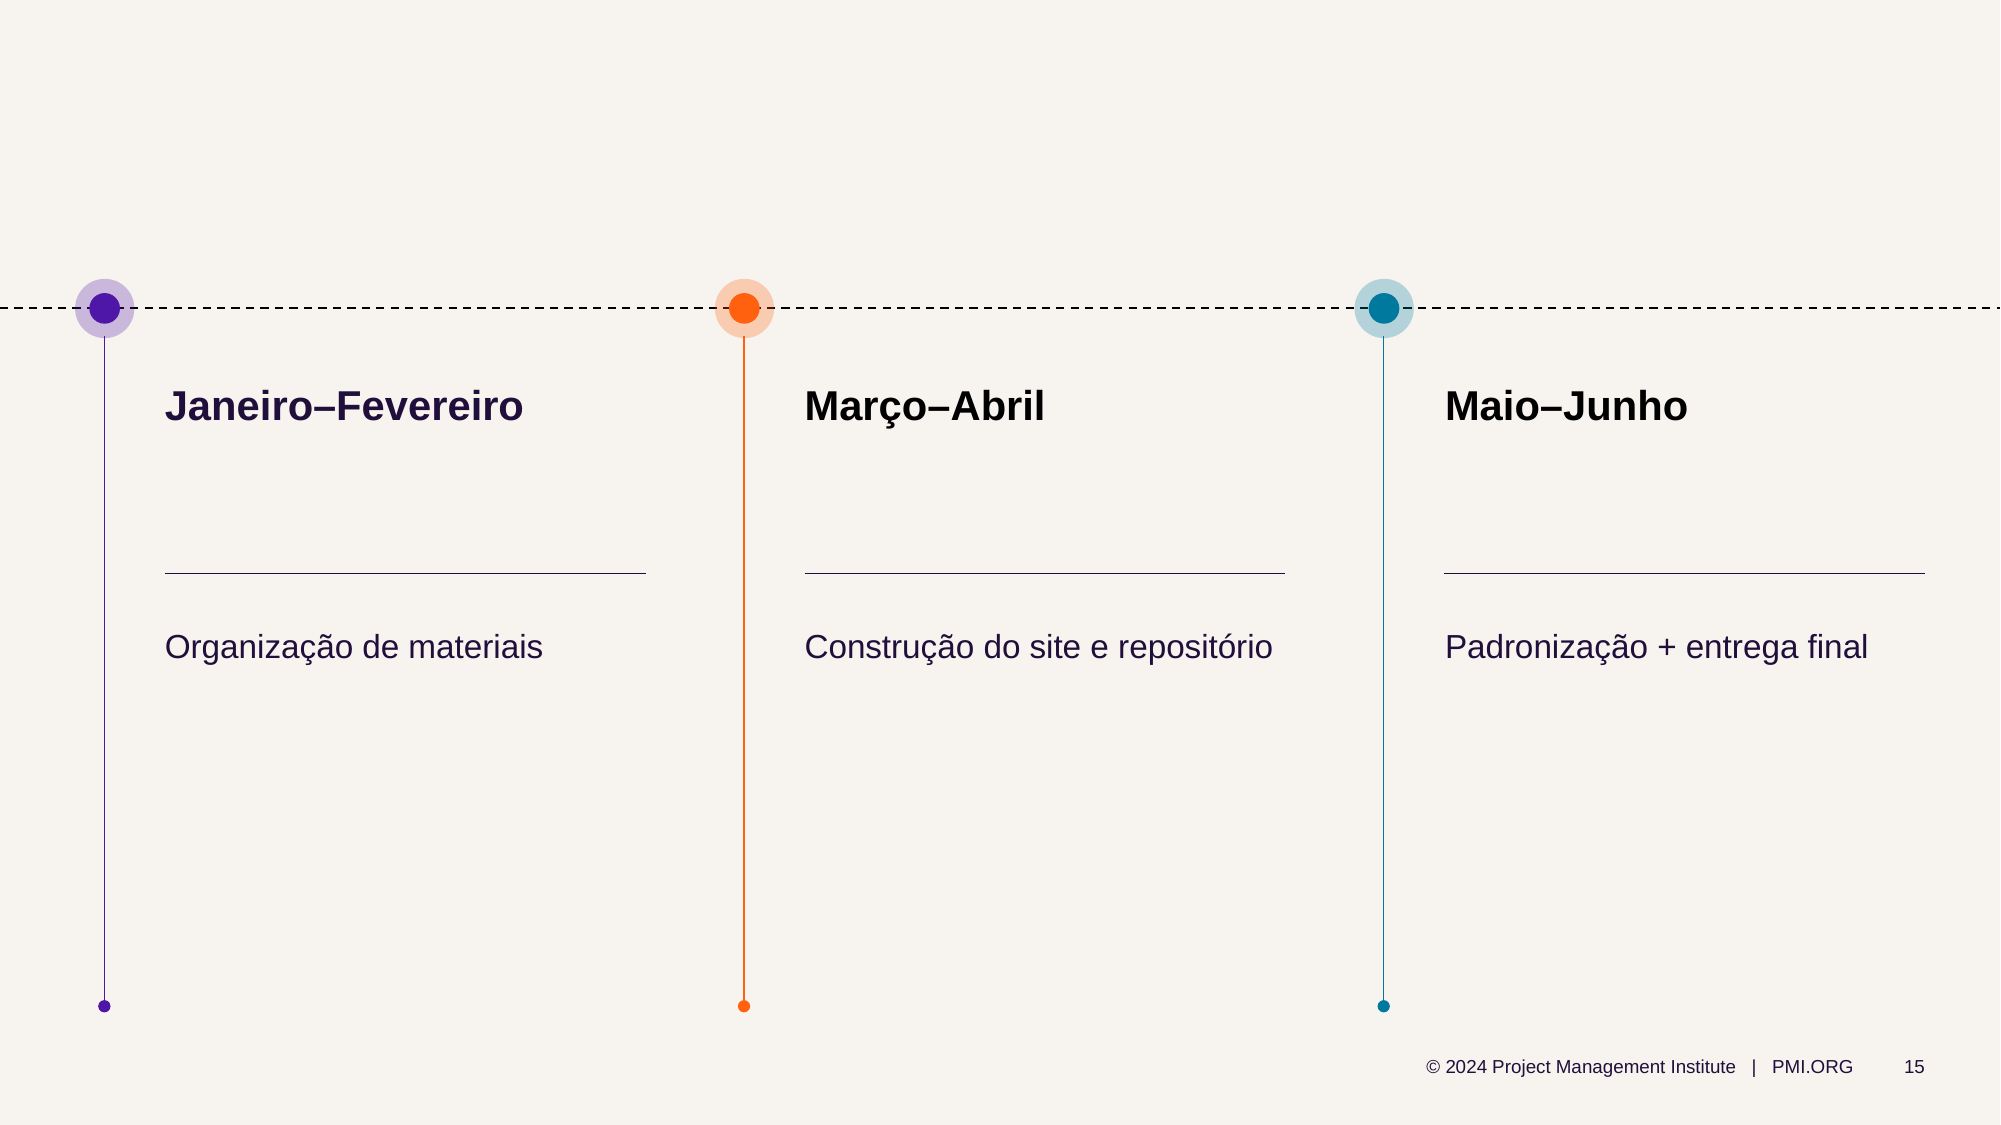 Janeiro–Fevereiro
Organização de materiais
Março–Abril
Construção do site e repositório
Maio–Junho
Padronização + entrega final
© 2024 Project Management Institute | PMI.ORG 15